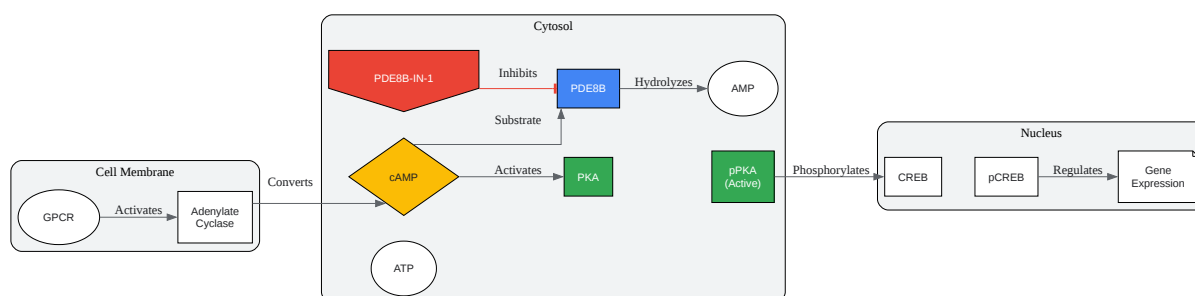 Cytosol
PDE8B-IN-1
Inhibits
PDE8B
Hydrolyzes
AMP
Substrate
cAMP
Activates
PKA
pPKA
(Active)
Phosphorylates
Nucleus
CREB
pCREB
Regulates
Gene
Expression
Cell Membrane
GPCR
Activates
Adenylate
Cyclase
Converts
ATP